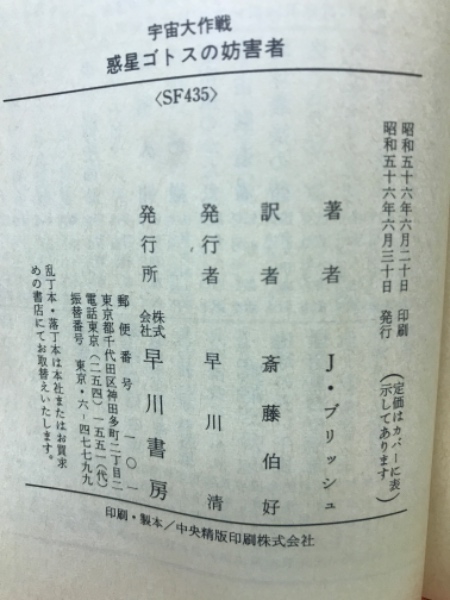 宇宙大作戦
惑星ゴトスの妨害者
〈SF435〉
昭和五十六年六月二十日 印刷
昭和五十六年六月三十日 発行
(定価はカバーに表
示してあります)
著者 J・ブリッシュ
訳者 斎藤伯好
発行者 早川清
発行所 株式会社 早川書房
郵便番号 一〇一
東京都千代田区神田多町二丁目二
電話東京(二五四)一五五一(代)
振替番号 東京・六-四七七九九
乱丁本・落丁本は本社またはお買求
めの書店にてお取替えいたします。
印刷・製本/中央精版印刷株式会社